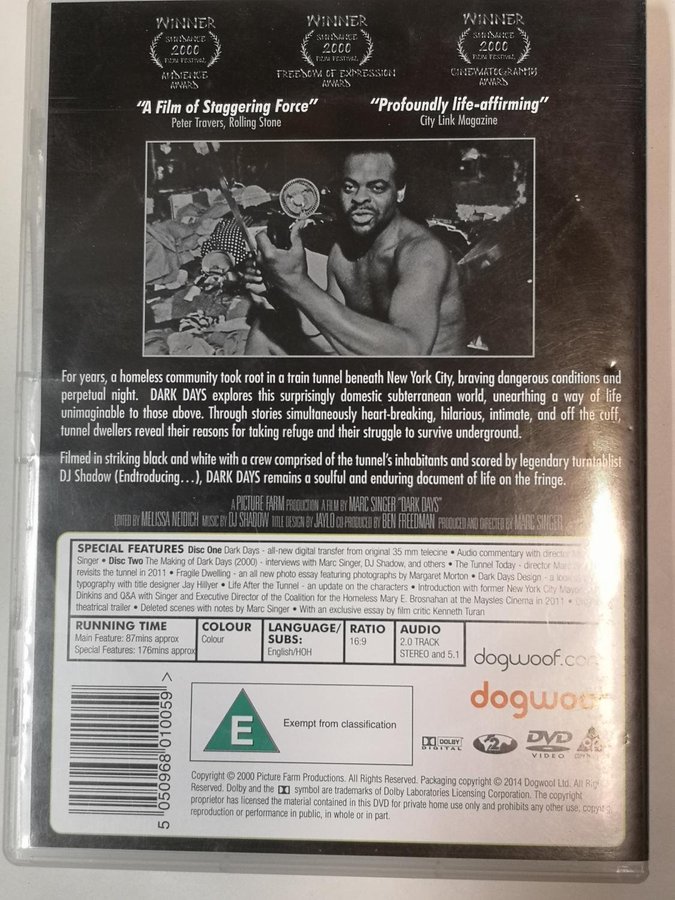 WINNER
SUNDANCE
2000
FILM FESTIVAL
AUDIENCE
AWARD
WINNER
SUNDANCE
2000
FILM FESTIVAL
FREEDOM OF EXPRESSION
AWARD
WINNER
SUNDANCE
2000
FILM FESTIVAL
CINEMATOGRAPHY
AWARD
"A Film of Staggering Force"
Peter Travers, Rolling Stone
"Profoundly life-affirming"
City Link Magazine
For years, a homeless community took root in a train tunnel beneath New York City, braving dangerous conditions and
perpetual night. DARK DAYS explores this surprisingly domestic subterranean world, unearthing a way of life
unimaginable to those above. Through stories simultaneously heart-breaking, hilarious, intimate, and off the cuff,
tunnel dwellers reveal their reasons for taking refuge and their struggle to survive underground.
Filmed in striking black and white with a crew comprised of the tunnel's inhabitants and scored by legendary turntablist
DJ Shadow (Endtroducing...), DARK DAYS remains a soulful and enduring document of life on the fringe.
A PICTURE FARM PRODUCTION A FILM BY MARC SINGER "DARK DAYS"
EDITED BY MELISSA NEIDICH MUSIC BY DJ SHADOW TITLE DESIGN BY JAYLO CO PRODUCED BY BEN FREEDMAN PRODUCED AND DIRECTED BY MARC SINGER
SPECIAL FEATURES Disc One Dark Days - all-new digital transfer from original 35 mm telecine • Audio commentary with director
Singer • Disc Two The Making of Dark Days (2000) - interviews with Marc Singer, DJ Shadow, and others • The Tunnel Today - director
revisits the tunnel in 2011 • Fragile Dwelling - an all new photo essay featuring photographs by Margaret Morton • Dark Days Design - a look
typography with title designer Jay Hillyer • Life After the Tunnel - an update on the characters • Introduction with former New York City Mayor
Dinkins and Q&A with Singer and Executive Director of the Coalition for the Homeless Mary E. Brosnahan at the Maysles Cinema in 2011 •
theatrical trailer • Deleted scenes with notes by Marc Singer • With an exclusive essay by film critic Kenneth Turan
RUNNING TIME
Main Feature: 87mins approx
Special Features: 176mins approx
COLOUR
Colour
LANGUAGE/
SUBS:
English/HOH
RATIO
16:9
AUDIO
2.0 TRACK
STEREO and 5.1
dogwoof.com
dogwoof
5 050968 010059 >
E
Exempt from classification
DOLBY
DIGITAL
2
DVD
VIDEO
Copyright © 2000 Picture Farm Productions. All Rights Reserved. Packaging copyright © 2014 Dogwoof Ltd. All
Reserved. Dolby and the symbol are trademarks of Dolby Laboratories Licensing Corporation. The copyright
proprietor has licensed the material contained in this DVD for private home use only and prohibits any other use, copying,
reproduction or performance in public, in whole or in part.